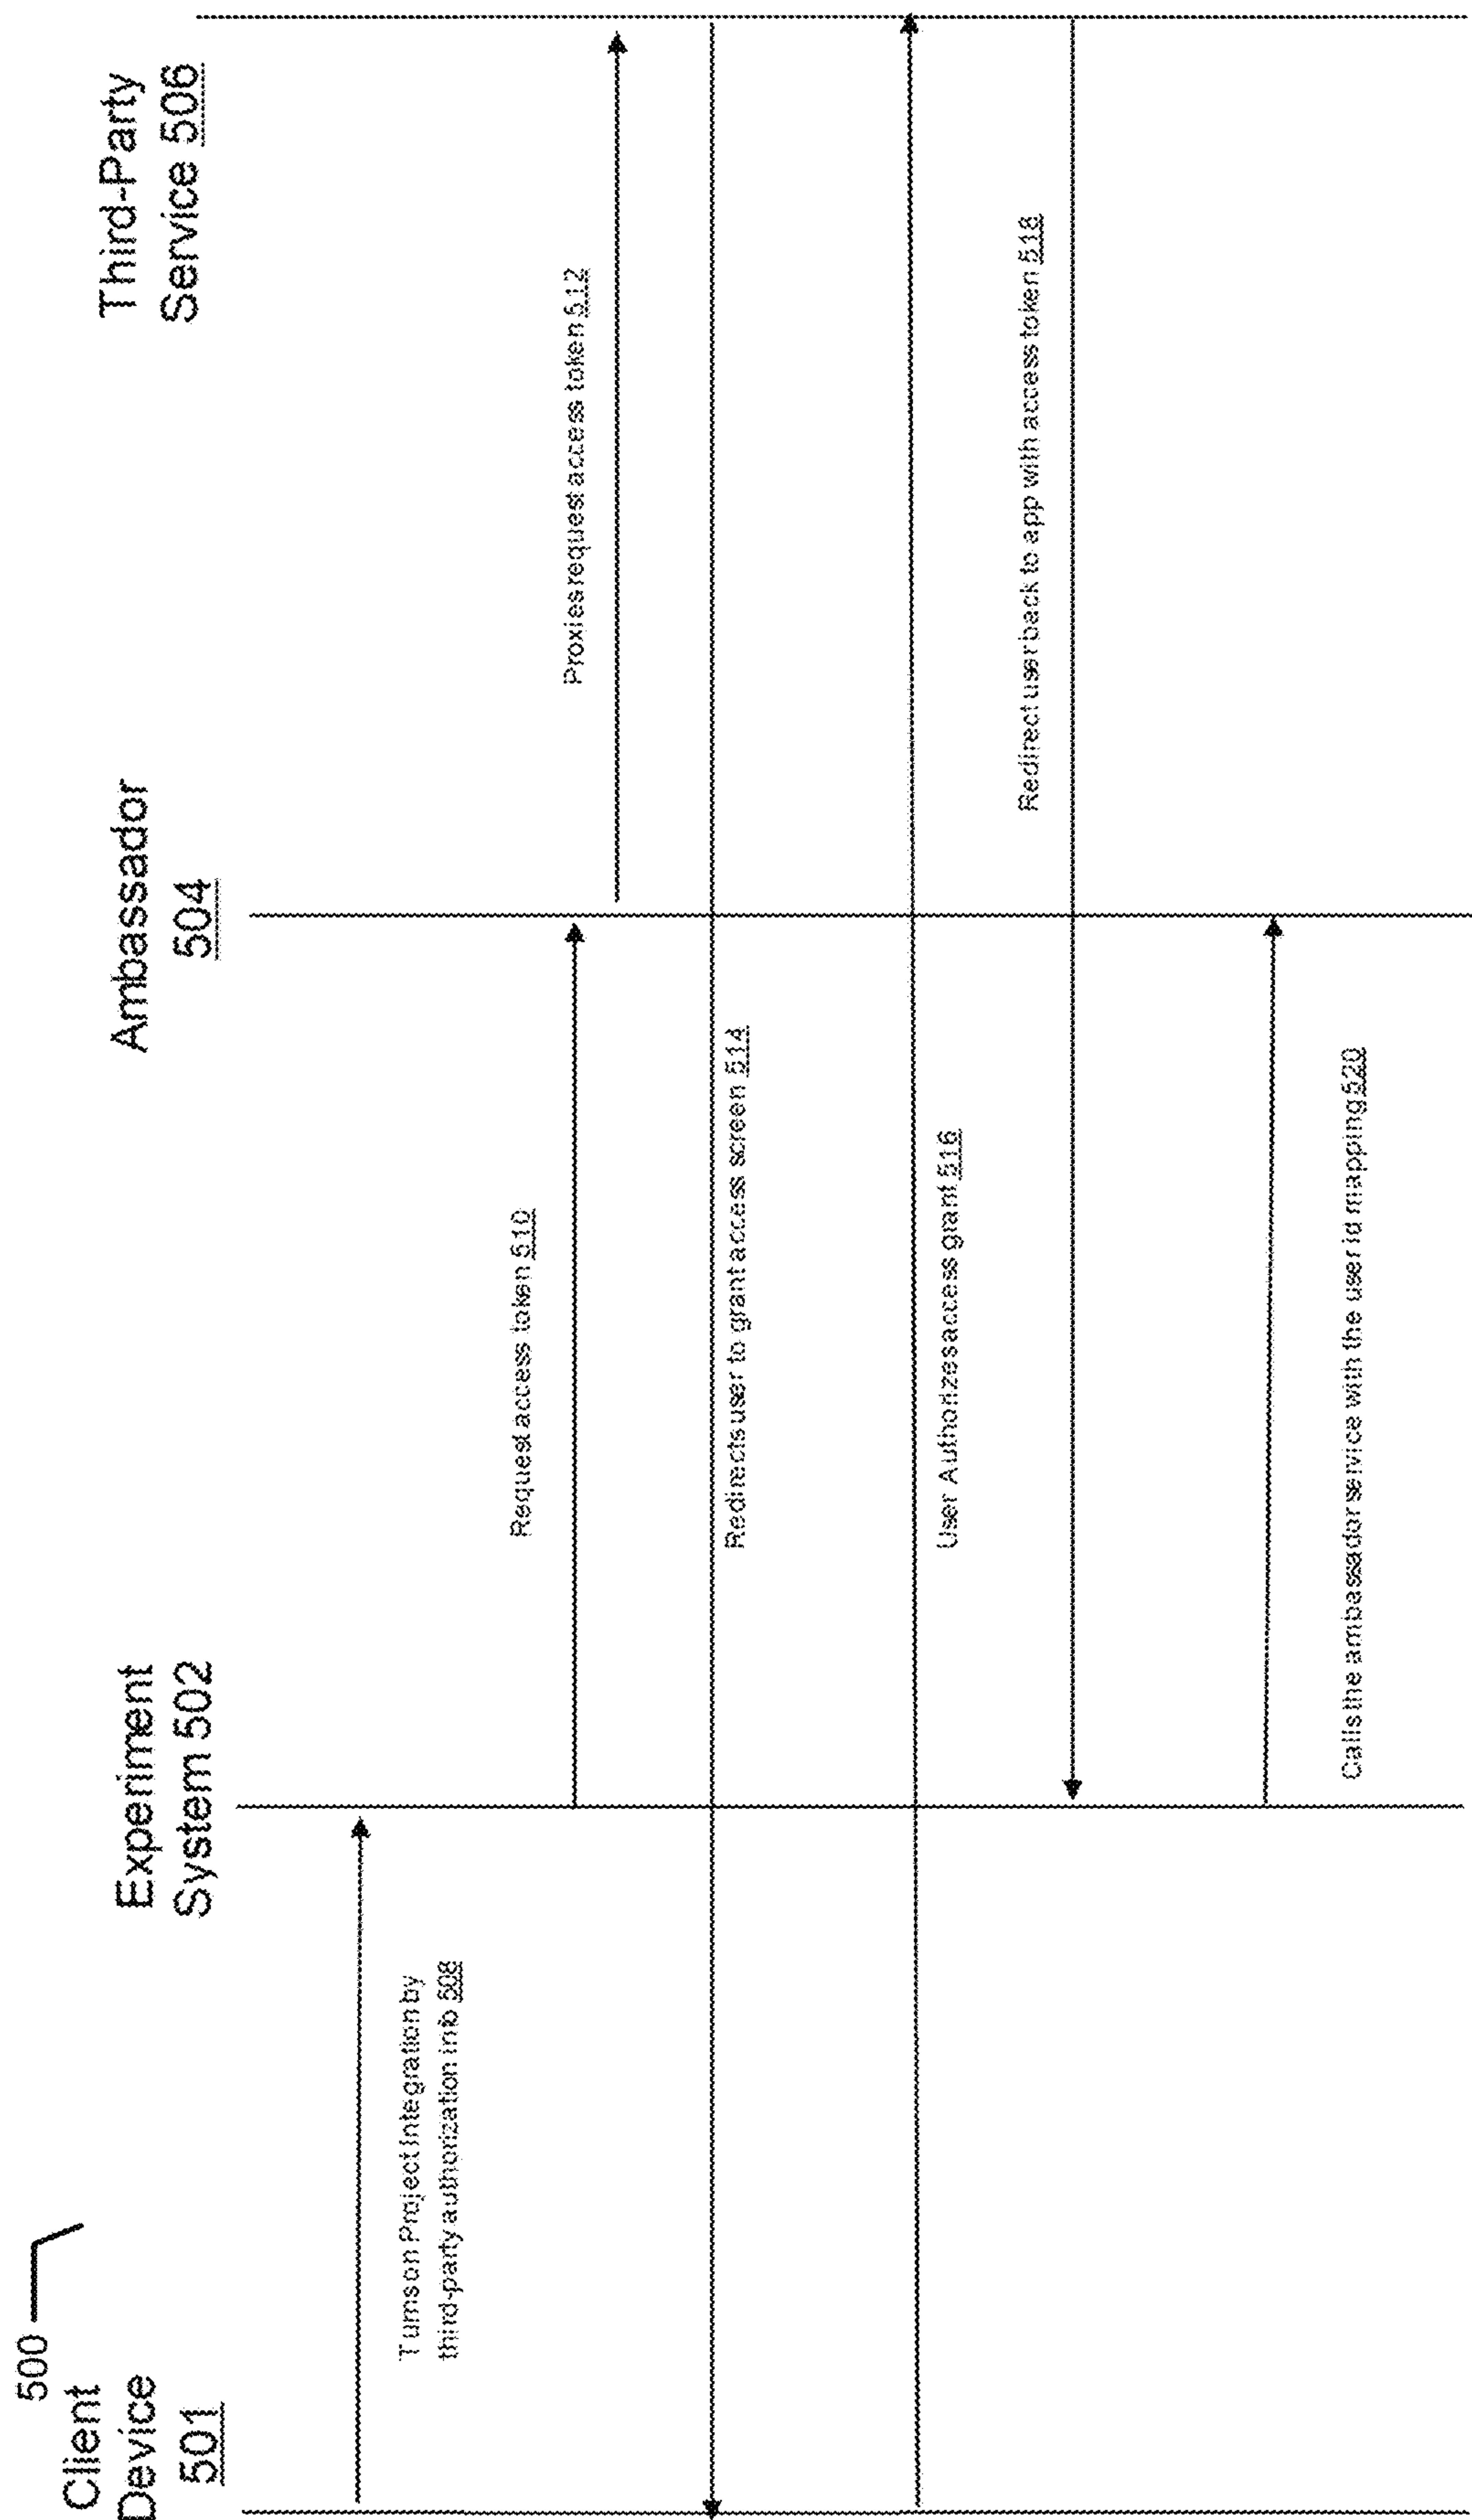 500
Client
Device
501
Experiment
System 502
Ambassador
504
Third-Party
Service 506
Turns on Project Integration by
third-party authorization info 508
Request access token 510
Proxies request access token 512
Redirects user to grant access screen 514
User Authorizes access grant 516
Redirect user back to app with access token 518
Calls the ambassador service with the user id mapping 520